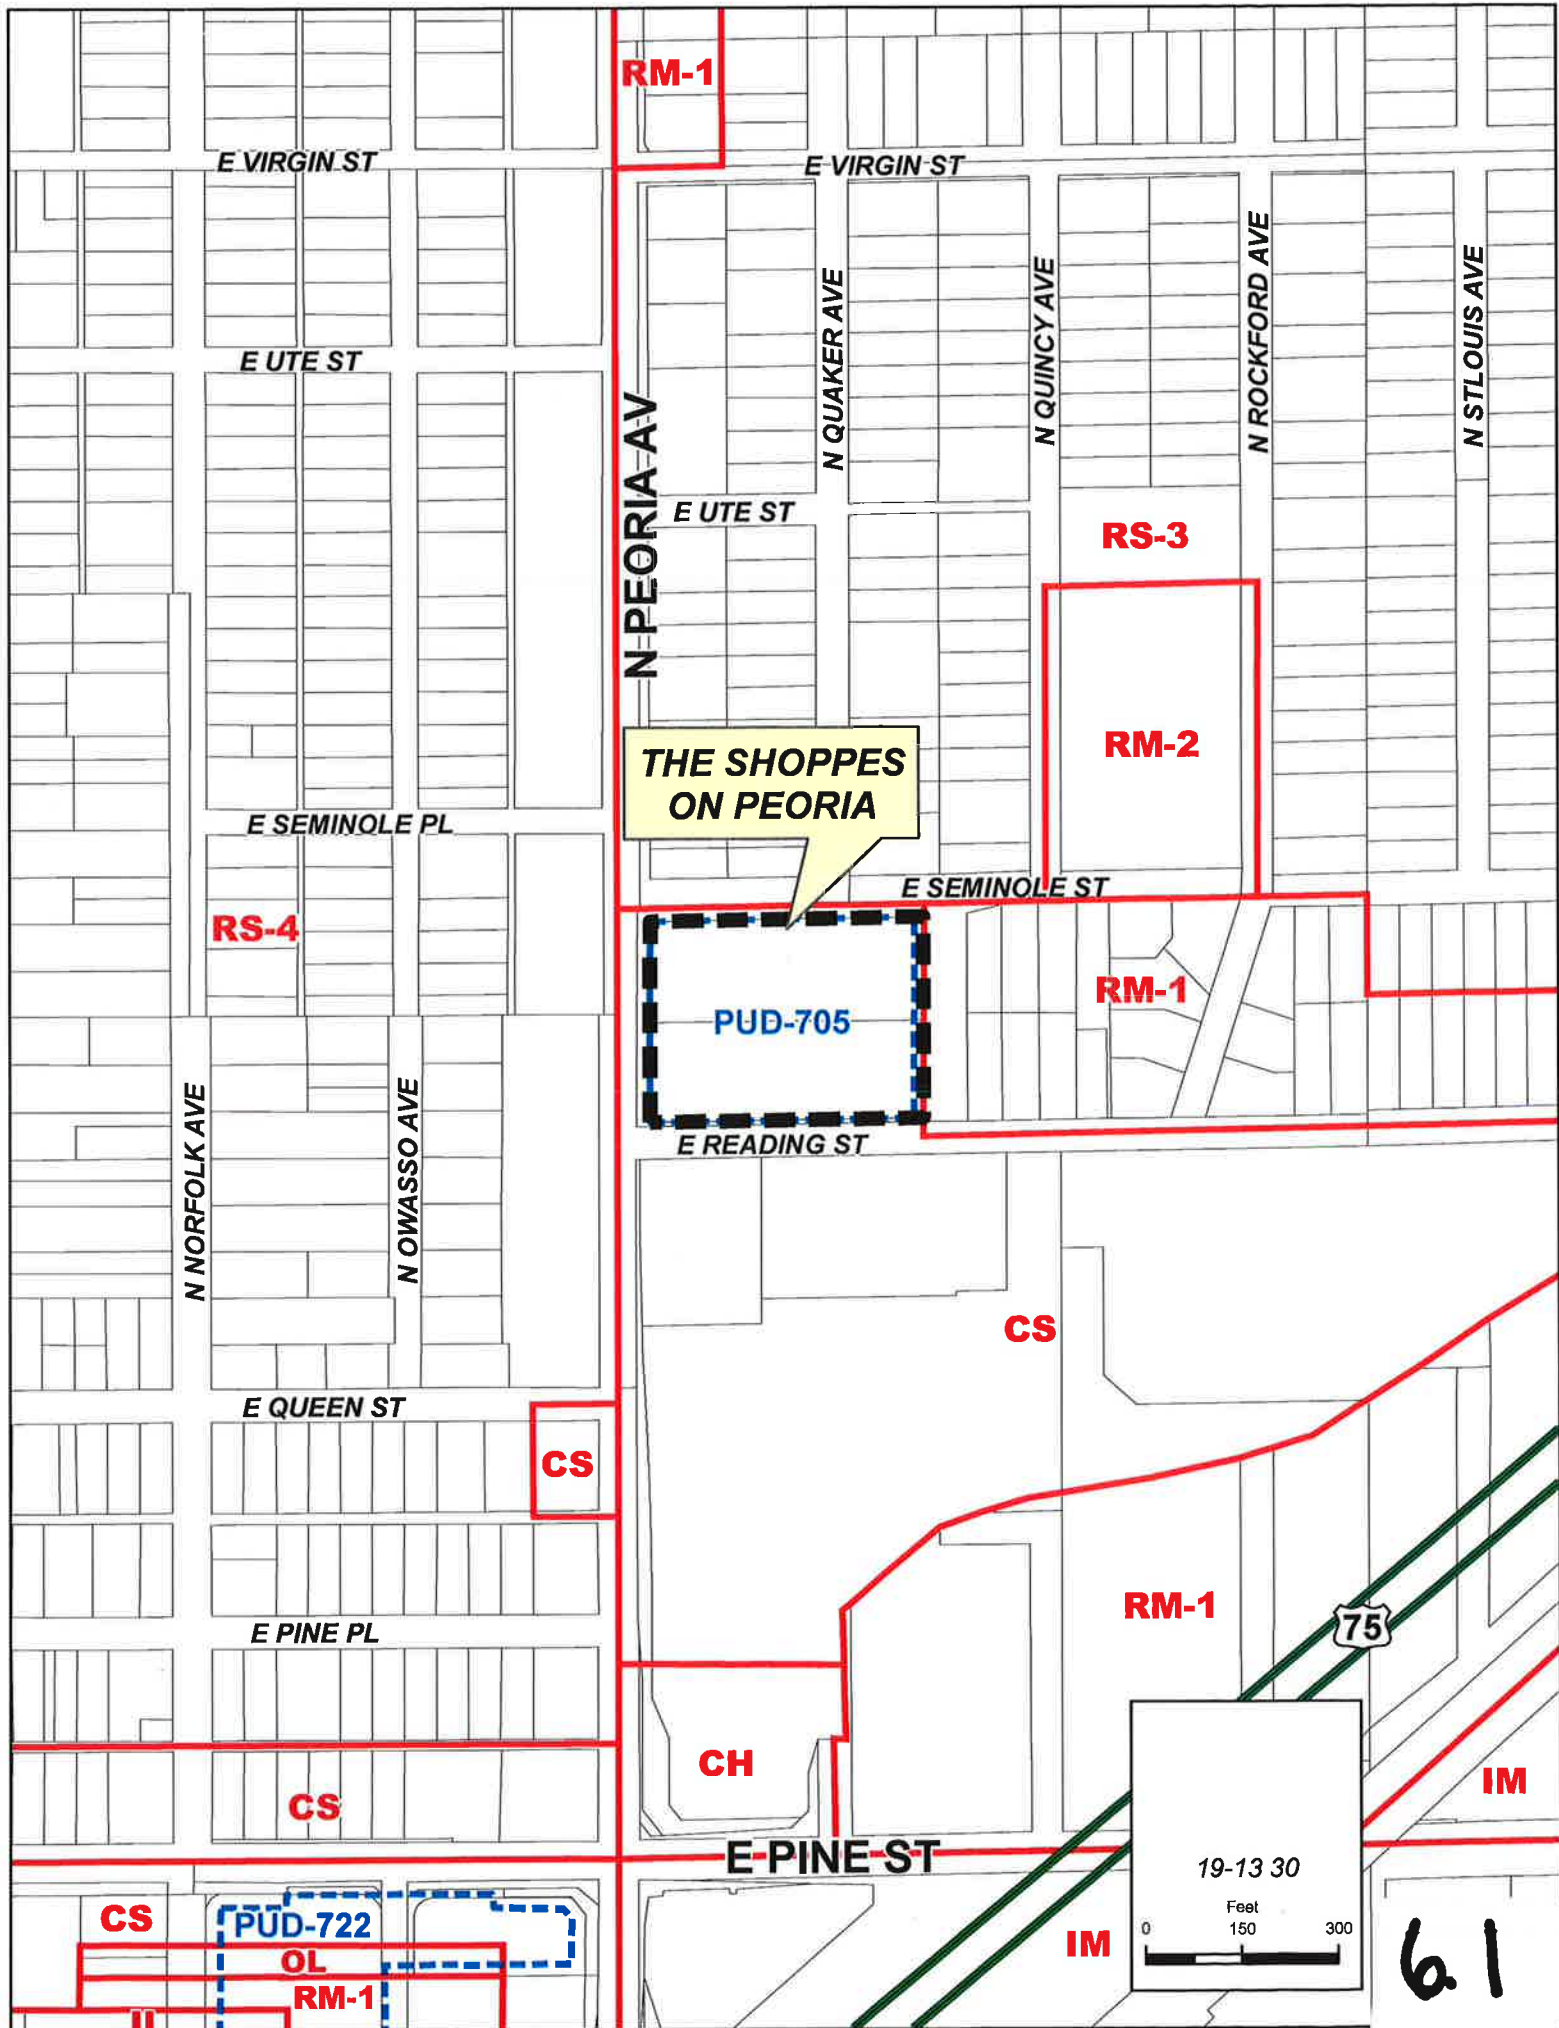 RM-1
E VIRGIN ST
E VIRGIN ST
N QUAKER AVE
N QUINCY AVE
N ROCKFORD AVE
N STLOUIS AVE
E UTE ST
N PEORIA AV
E UTE ST
RS-3
RM-2
THE SHOPPES
ON PEORIA
E SEMINOLE PL
E SEMINOLE ST
RS-4
RM-1
PUD-705
N NORFOLK AVE
N OWASSO AVE
E READING ST
CS
E QUEEN ST
CS
RM-1
75
E PINE PL
CH
IM
CS
E PINE ST
19-13 30
Feet
0 150 300
CS
PUD-722
OL
RM-1
IM
6.1